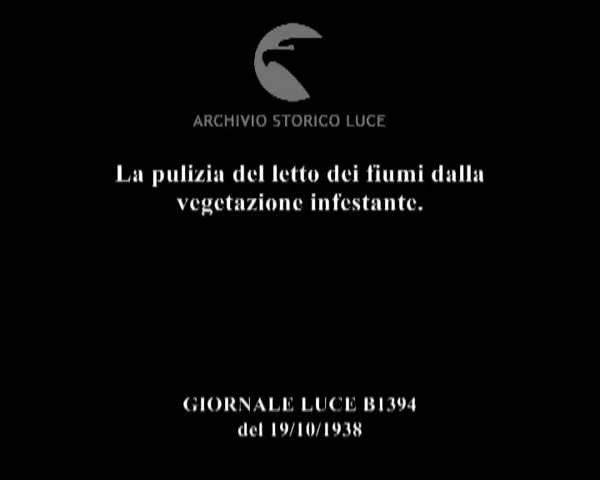 ARCHIVIO STORICO LUCE
La pulizia del letto dei fiumi dalla
vegetazione infestante.
GIORNALE LUCE B1394
del 19/10/1938